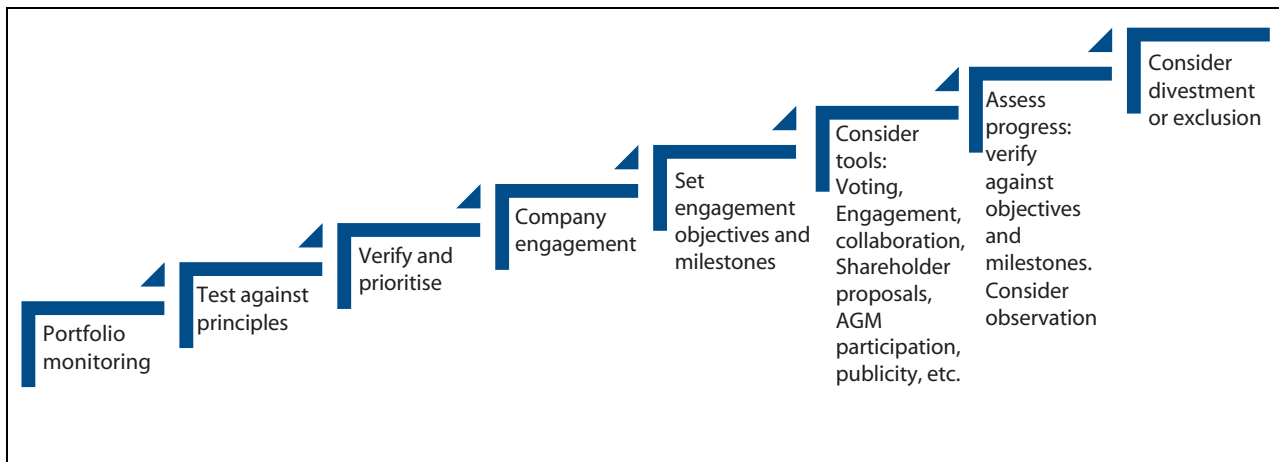 Portfolio
monitoring
Test against
principles
Verify and
prioritise
Company
engagement
Set
engagement
objectives and
milestones
Consider
tools:
Voting,
Engagement,
collaboration,
Shareholder
proposals,
AGM
participation,
publicity, etc.
Assess
progress:
verify
against
objectives
and
milestones.
Consider
observation
Consider
divestment
or exclusion